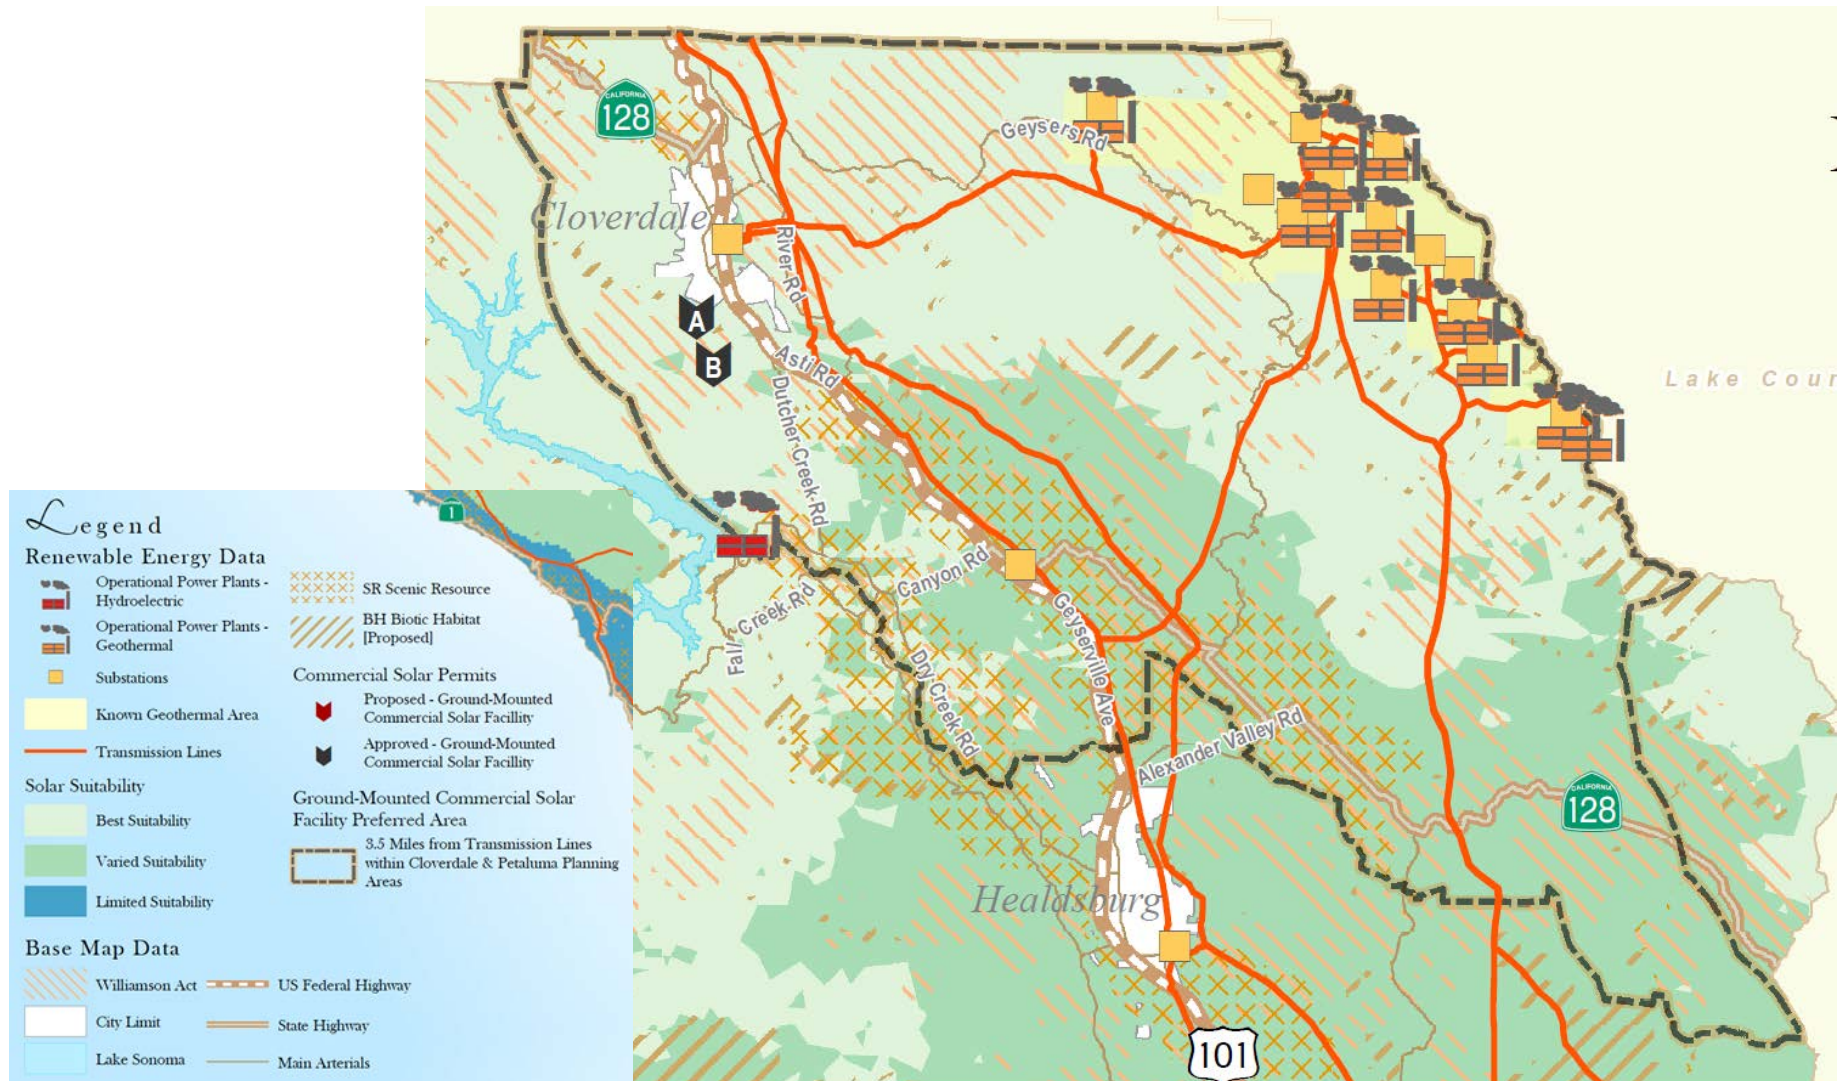 CALIFORNIA
128
Geysers Rd
Cloverdale
River Rd
A
B
Asti Rd
Dutcher Creek Rd
Lake Cour
Canyon Rd
Creek Rd
Geyserville Ave
Dry Creek Rd
Alexander Valley Rd
CALIFORNIA
128
Healdsburg
101
1
Legend
Renewable Energy Data
Operational Power Plants -
Hydroelectric
Operational Power Plants -
Geothermal
Substations
Known Geothermal Area
Transmission Lines
Solar Suitability
Best Suitability
Varied Suitability
Limited Suitability
Base Map Data
Williamson Act
City Limit
Lake Sonoma
SR Scenic Resource
BH Biotic Habitat
[Proposed]
Commercial Solar Permits
Proposed - Ground-Mounted
Commercial Solar Facillity
Approved - Ground-Mounted
Commercial Solar Facillity
Ground-Mounted Commercial Solar
Facility Preferred Area
3.5 Miles from Transmission Lines
within Cloverdale & Petaluma Planning
Areas
US Federal Highway
State Highway
Main Arterials